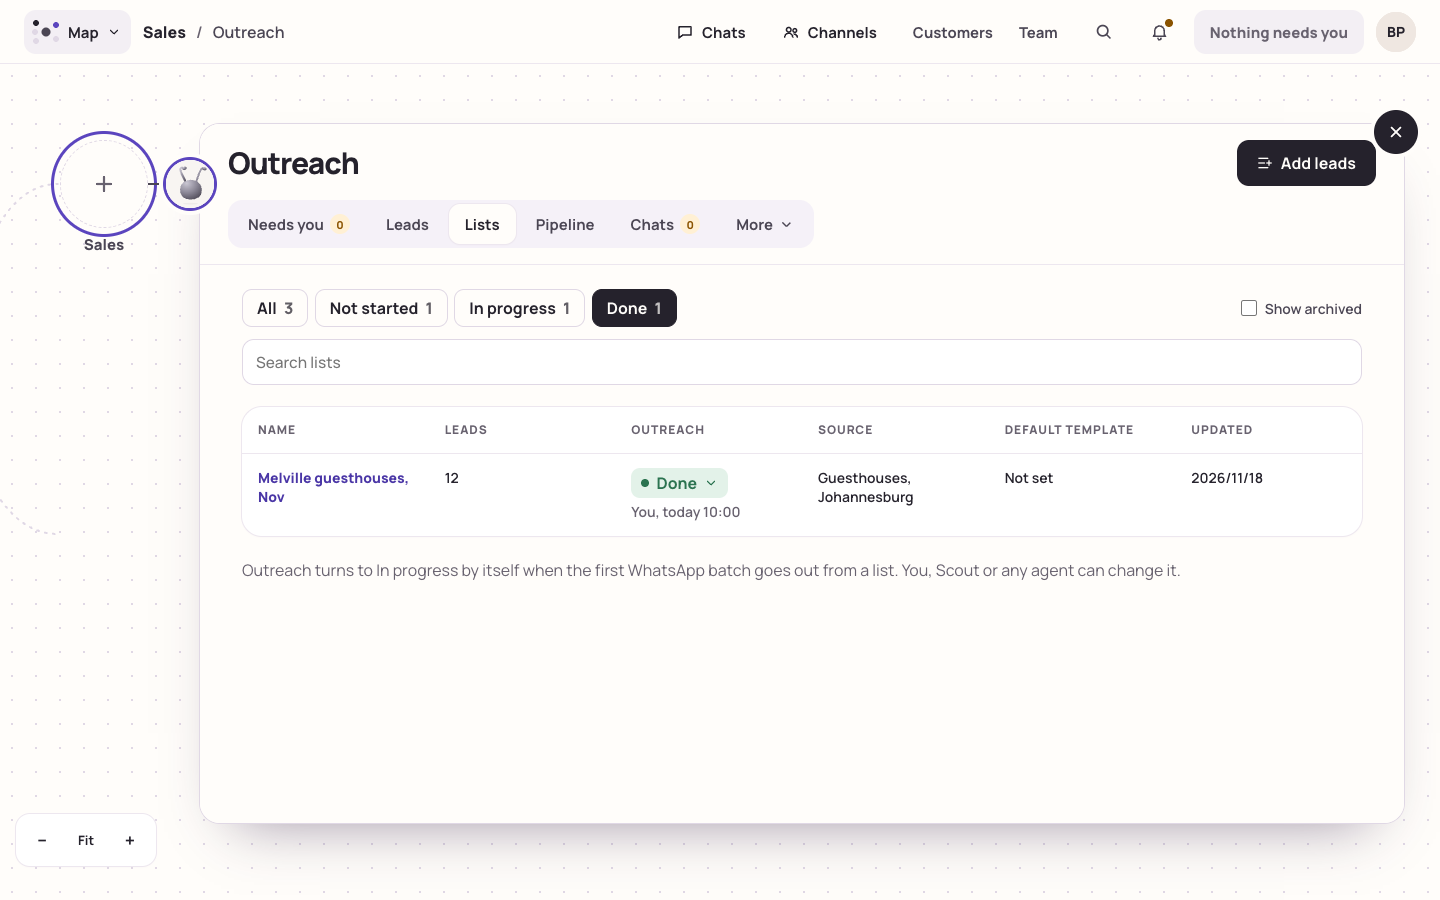 Map
Sales / Outreach
Chats
Channels
Customers
Team
Nothing needs you
BP
Sales
Outreach
Add leads
Needs you 0
Leads
Lists
Pipeline
Chats 0
More
All 3
Not started 1
In progress 1
Done 1
Show archived
Search lists
NAME
LEADS
OUTREACH
SOURCE
DEFAULT TEMPLATE
UPDATED
Melville guesthouses,
Nov
12
Done
You, today 10:00
Guesthouses,
Johannesburg
Not set
2026/11/18
Outreach turns to In progress by itself when the first WhatsApp batch goes out from a list. You, Scout or any agent can change it.
− Fit +